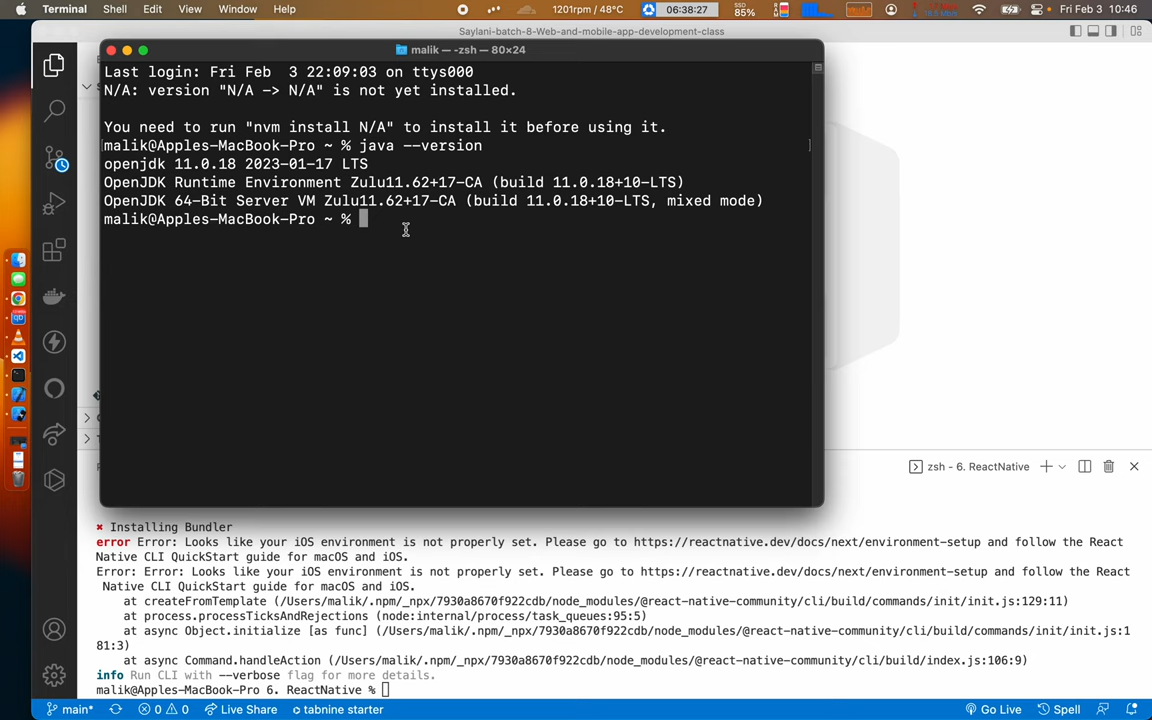 Terminal Shell Edit View Window Help 1201rpm / 48°C 06:38:27 SSD 85% Fri Feb 3 10:46
Saylani-batch-8-Web-and-mobile-app-development-class
malik — -zsh — 80×24
Last login: Fri Feb  3 22:09:03 on ttys000
N/A: version "N/A -> N/A" is not yet installed.
You need to run "nvm install N/A" to install it before using it.
malik@Apples-MacBook-Pro ~ % java --version
openjdk 11.0.18 2023-01-17 LTS
OpenJDK Runtime Environment Zulu11.62+17-CA (build 11.0.18+10-LTS)
OpenJDK 64-Bit Server VM Zulu11.62+17-CA (build 11.0.18+10-LTS, mixed mode)
malik@Apples-MacBook-Pro ~ %
zsh - 6. ReactNative
✖ Installing Bundler
error Error: Looks like your iOS environment is not properly set. Please go to https://reactnative.dev/docs/next/environment-setup and follow the React
Native CLI QuickStart guide for macOS and iOS.
Error: Error: Looks like your iOS environment is not properly set. Please go to https://reactnative.dev/docs/next/environment-setup and follow the React
Native CLI QuickStart guide for macOS and iOS.
at createFromTemplate (/Users/malik/.npm/_npx/7930a8670f922cdb/node_modules/@react-native-community/cli/build/commands/init/init.js:129:11)
at process.processTicksAndRejections (node:internal/process/task_queues:95:5)
at async Object.initialize [as func] (/Users/malik/.npm/_npx/7930a8670f922cdb/node_modules/@react-native-community/cli/build/commands/init/init.js:1
81:3)
at async Command.handleAction (/Users/malik/.npm/_npx/7930a8670f922cdb/node_modules/@react-native-community/cli/build/index.js:106:9)
info Run CLI with --verbose flag for more details.
malik@Apples-MacBook-Pro 6. ReactNative %
main* 0 0 Live Share tabnine starter Go Live Spell